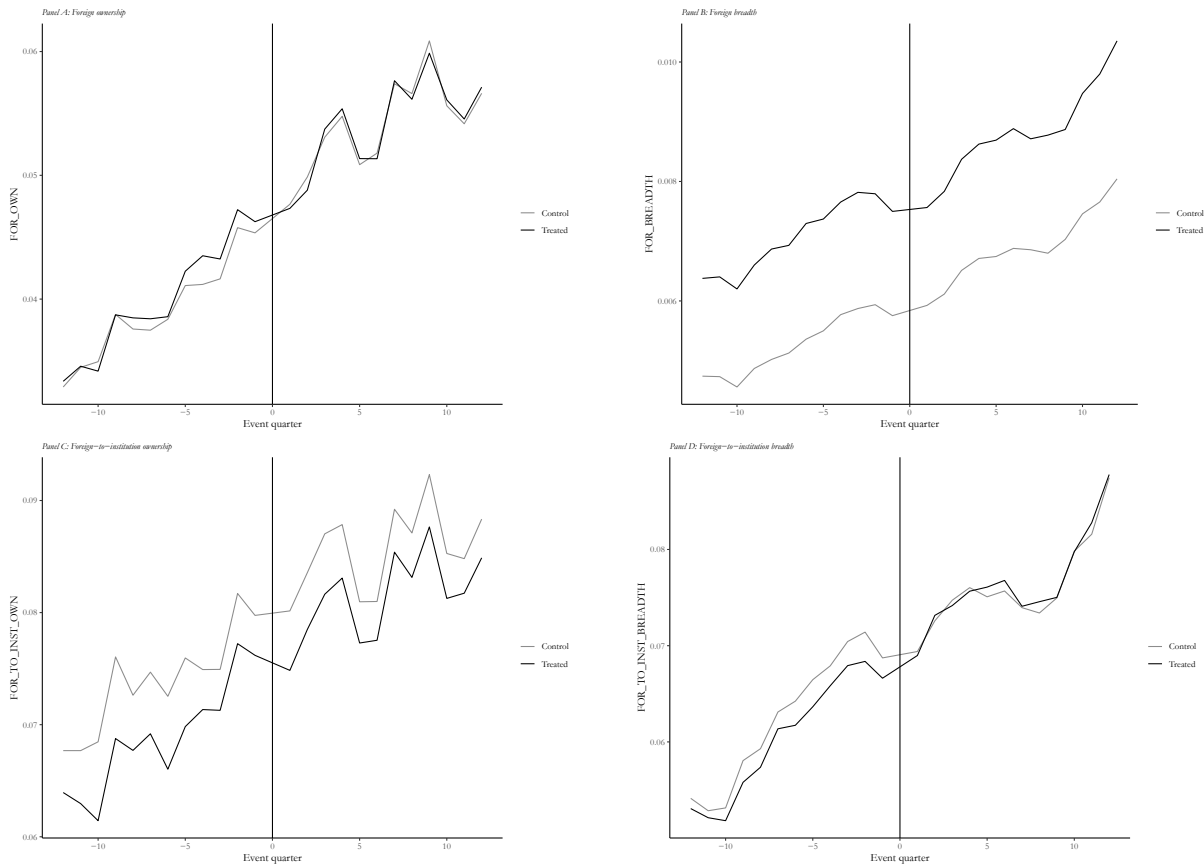 Panel A: Foreign ownership
0.06
0.05
0.04
FOR_OWN
−10
−5
0
5
10
Event quarter
Control
Treated
Panel B: Foreign breadth
0.010
0.008
0.006
FOR_BREADTH
−10
−5
0
5
10
Event quarter
Control
Treated
Panel C: Foreign−to−institution ownership
0.09
0.08
0.07
0.06
FOR_TO_INST_OWN
−10
−5
0
5
10
Event quarter
Control
Treated
Panel D: Foreign−to−institution breadth
0.08
0.07
0.06
FOR_TO_INST_BREADTH
−10
−5
0
5
10
Event quarter
Control
Treated